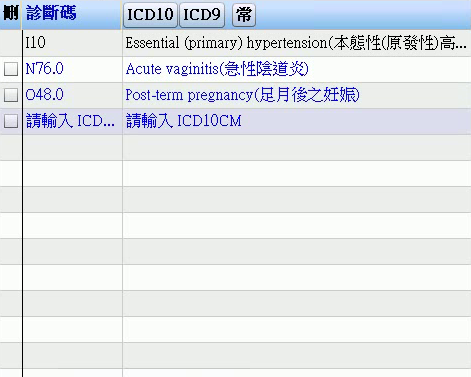 刪 診斷碼 ICD10 ICD9 常
I10 Essential (primary) hypertension(本態性(原發性)高...
N76.0 Acute vaginitis(急性陰道炎)
O48.0 Post-term pregnancy(足月後之妊娠)
請輸入 ICD... 請輸入 ICD10CM